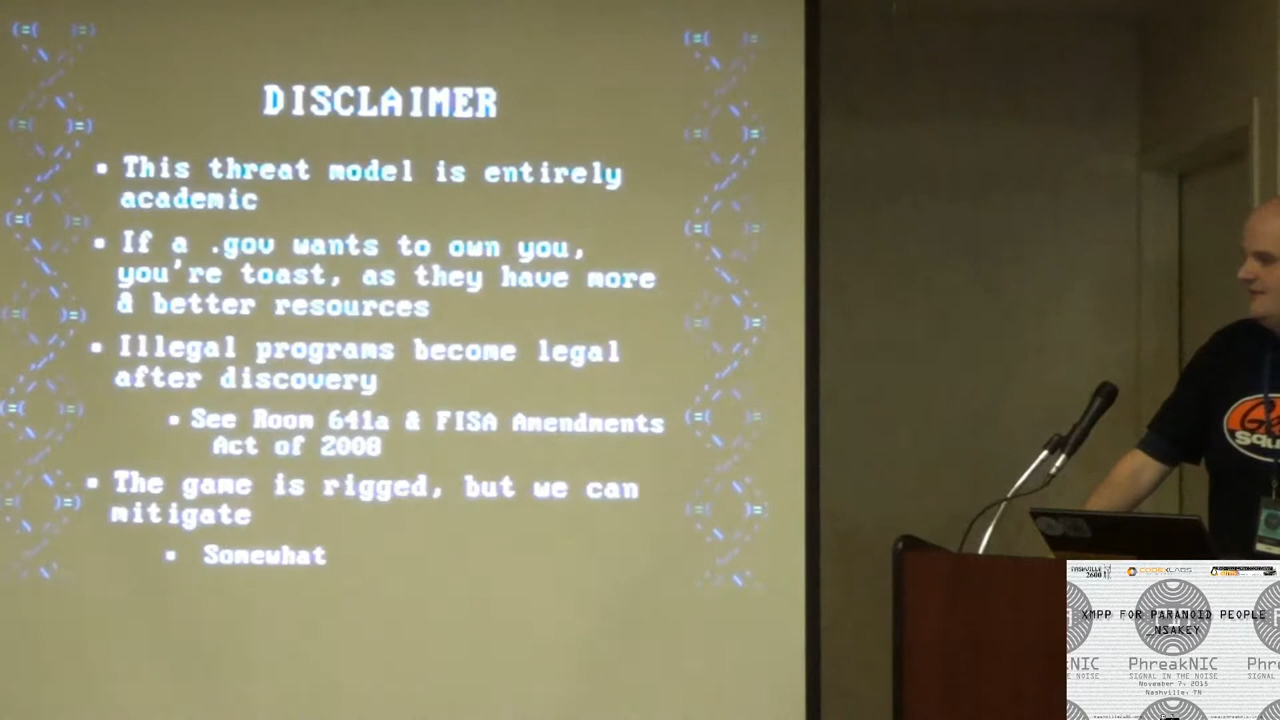 DISCLAIMER
▪ This threat model is entirely
academic
▪ If a .gov wants to own you,
you're toast, as they have more
& better resources
▪ Illegal programs become legal
after discovery
▪ See Room 641a & FISA Amendments
Act of 2008
▪ The game is rigged, but we can
mitigate
▪ Somewhat
NASHVILLE
2600
CODEXLABS
XMPP FOR PARANOID PEOPLE
NSAKEY
PhreakNIC
SIGNAL IN THE NOISE
November 7, 2015
Nashville, TN